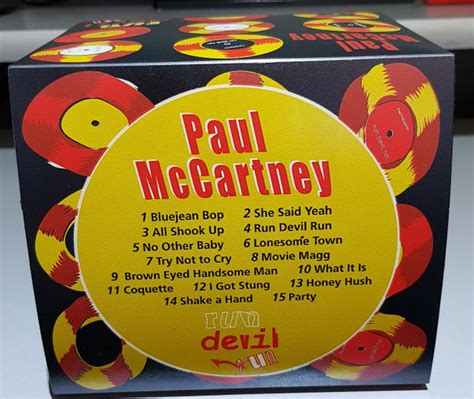 Paul
McCartney
Paul
McCartney
1 Bluejean Bop 2 She Said Yeah
3 All Shook Up 4 Run Devil Run
5 No Other Baby 6 Lonesome Town
7 Try Not to Cry 8 Movie Magg
9 Brown Eyed Handsome Man 10 What It Is
11 Coquette 12 I Got Stung 13 Honey Hush
14 Shake a Hand 15 Party
run
devil
run